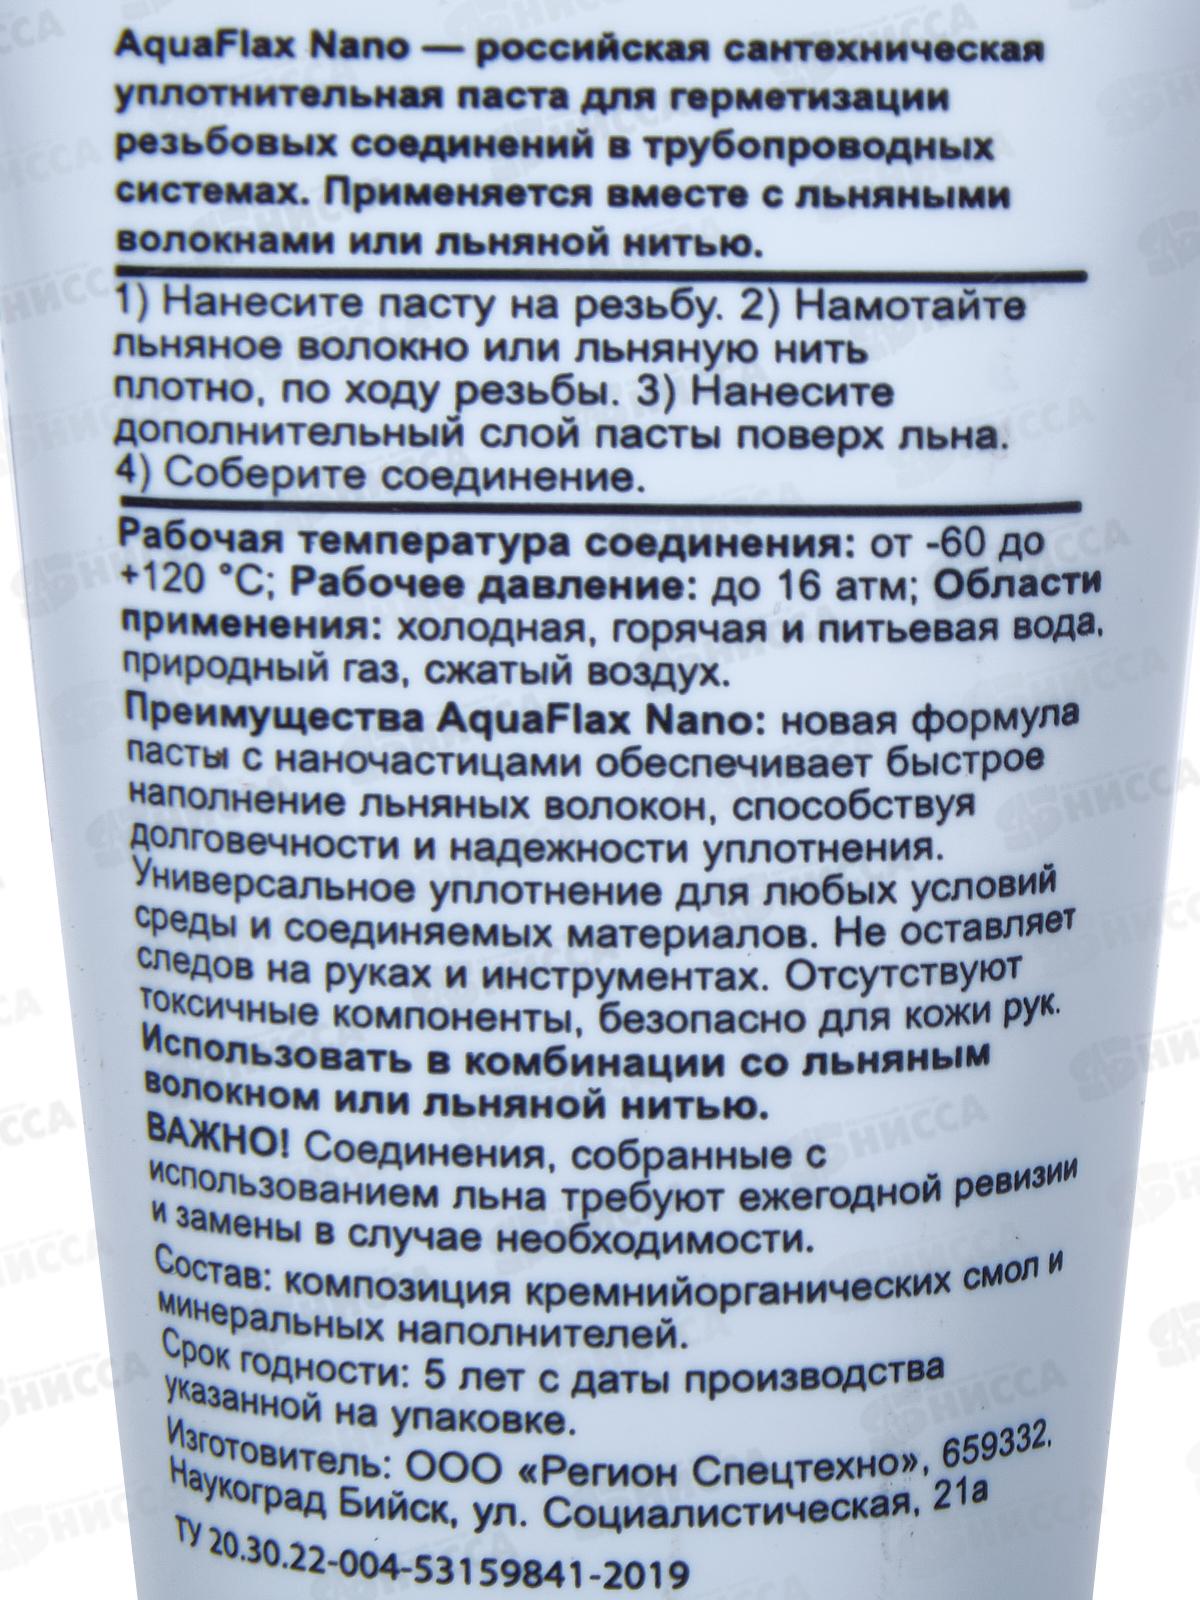 AquaFlax Nano — российская сантехническая
уплотнительная паста для герметизации
резьбовых соединений в трубопроводных
системах. Применяется вместе с льняными
волокнами или льняной нитью.
1) Нанесите пасту на резьбу. 2) Намотайте
льняное волокно или льняную нить
плотно, по ходу резьбы. 3) Нанесите
дополнительный слой пасты поверх льна.
4) Соберите соединение.
Рабочая температура соединения: от -60 до
+120 °С; Рабочее давление: до 16 атм; Области
применения: холодная, горячая и питьевая вода,
природный газ, сжатый воздух.
Преимущества AquaFlax Nano: новая формула
пасты с наночастицами обеспечивает быстрое
наполнение льняных волокон, способствуя
долговечности и надежности уплотнения.
Универсальное уплотнение для любых условий
среды и соединяемых материалов. Не оставляет
следов на руках и инструментах. Отсутствуют
токсичные компоненты, безопасно для кожи рук.
Использовать в комбинации со льняным
волокном или льняной нитью.
ВАЖНО! Соединения, собранные с
использованием льна требуют ежегодной ревизии
и замены в случае необходимости.
Состав: композиция кремнийорганических смол и
минеральных наполнителей.
Срок годности: 5 лет с даты производства
указанной на упаковке.
Изготовитель: ООО «Регион Спецтехно», 659332,
Наукоград Бийск, ул. Социалистическая, 21а
ТУ 20.30.22-004-53159841-2019